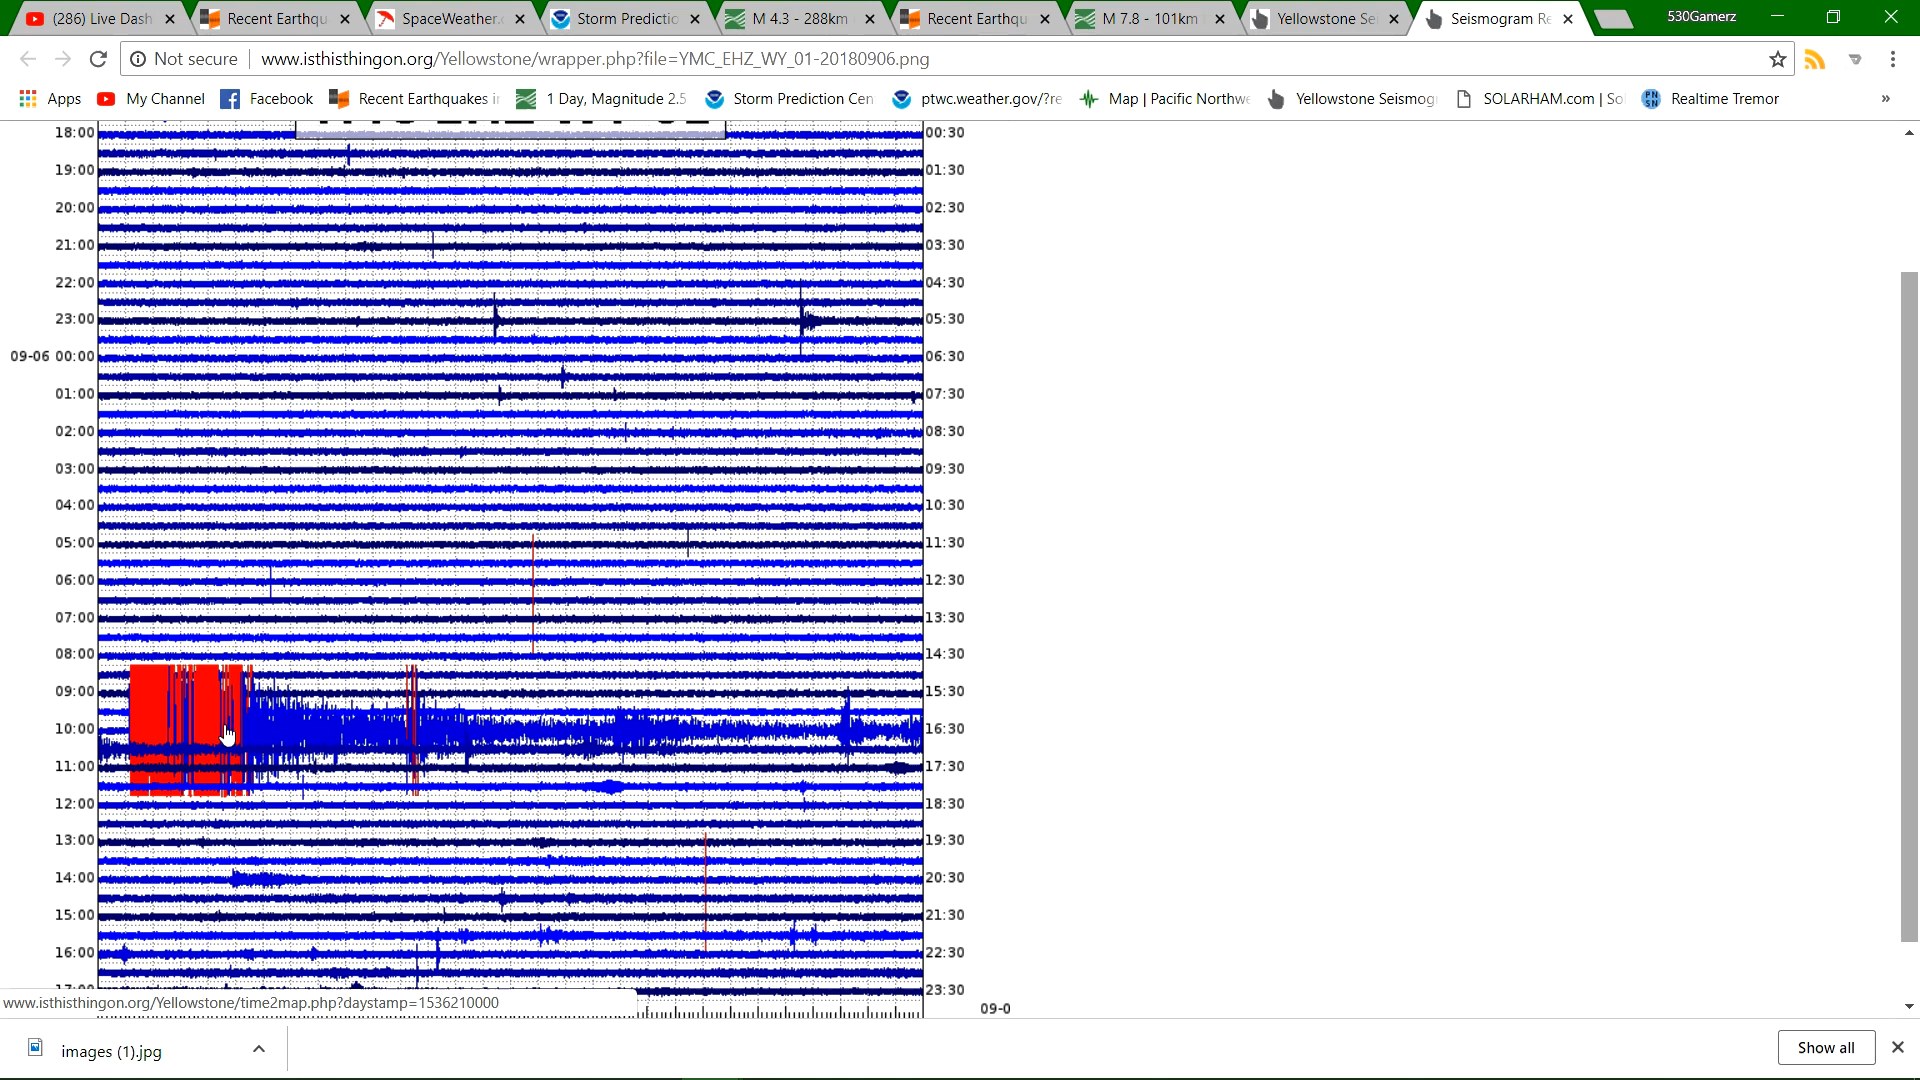 (286) Live Dash
Recent Earthqu
SpaceWeather.
Storm Predictio
M 4.3 - 288km
Recent Earthqu
M 7.8 - 101km
Yellowstone Se
Seismogram Re
530Gamerz
Not secure
www.isthisthingon.org/Yellowstone/wrapper.php?file=YMC_EHZ_WY_01-20180906.png
Apps
My Channel
Facebook
Recent Earthquakes i
1 Day, Magnitude 2.5
Storm Prediction Cen
ptwc.weather.gov/?re
Map | Pacific Northwe
Yellowstone Seismog
SOLARHAM.com | So
PN SN
Realtime Tremor
»
18:00 00:30
19:00 01:30
20:00 02:30
21:00 03:30
22:00 04:30
23:00 05:30
09-06 00:00 06:30
01:00 07:30
02:00 08:30
03:00 09:30
04:00 10:30
05:00 11:30
06:00 12:30
07:00 13:30
08:00 14:30
09:00 15:30
10:00 16:30
11:00 17:30
12:00 18:30
13:00 19:30
14:00 20:30
15:00 21:30
16:00 22:30
17:00 23:30
09-0
www.isthisthingon.org/Yellowstone/time2map.php?daystamp=1536210000
images (1).jpg
Show all